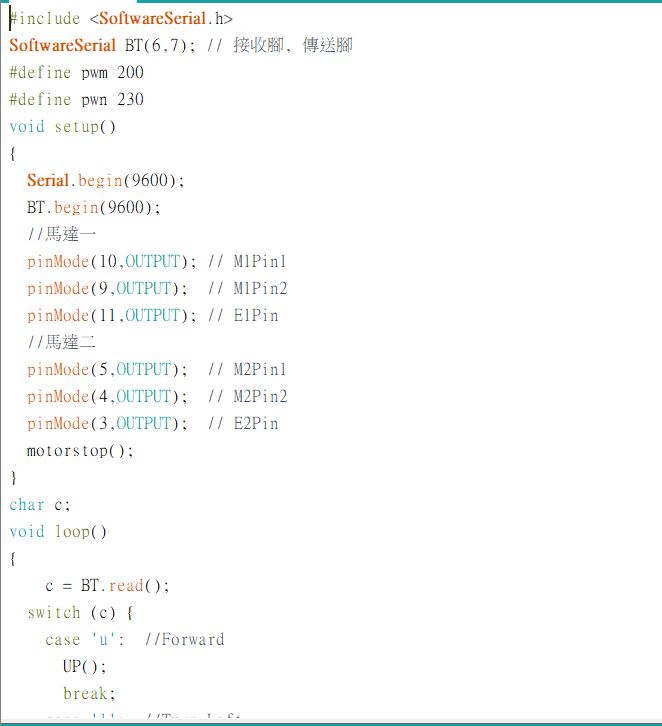 #include <SoftwareSerial.h>
SoftwareSerial BT(6,7); // 接收腳, 傳送腳
#define pwm 200
#define pwn 230
void setup()
{
  Serial.begin(9600);
  BT.begin(9600);
  //馬達一
  pinMode(10,OUTPUT); // M1Pin1
  pinMode(9,OUTPUT);  // M1Pin2
  pinMode(11,OUTPUT); // E1Pin
  //馬達二
  pinMode(5,OUTPUT);  // M2Pin1
  pinMode(4,OUTPUT);  // M2Pin2
  pinMode(3,OUTPUT);  // E2Pin
  motorstop();
}
char c;
void loop()
{
    c = BT.read();
  switch (c) {
    case 'u':  //Forward
      UP();
      break;